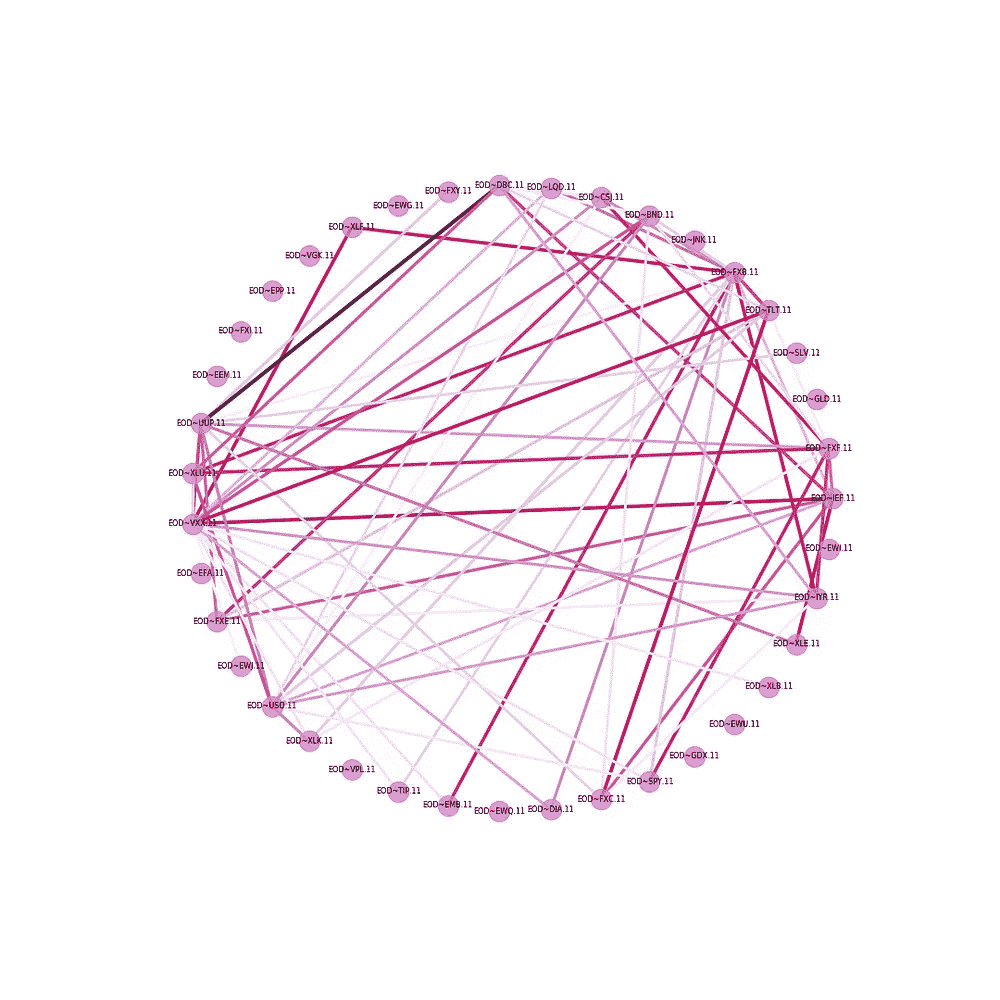 EOD~DBC.11
EOD~LQD.11
EOD~FXY.11
EOD~CSJ.11
EOD~EWG.11
EOD~BND.11
EOD~XLF.11
EOD~JNK.11
EOD~VGK.11
EOD~FXB.11
EOD~EPP.11
EOD~TLT.11
EOD~FXI.11
EOD~SLV.11
EOD~EEM.11
EOD~GLD.11
EOD~UUP.11
EOD~FXF.11
EOD~XLU.11
EOD~IEF.11
EOD~VXX.11
EOD~EWI.11
EOD~EFA.11
EOD~IYR.11
EOD~FXE.11
EOD~XLE.11
EOD~EWJ.11
EOD~XLB.11
EOD~USO.11
EOD~EWU.11
EOD~XLK.11
EOD~GDX.11
EOD~VPL.11
EOD~SPY.11
EOD~TIP.11
EOD~FXC.11
EOD~EMB.11
EOD~DIA.11
EOD~EWQ.11